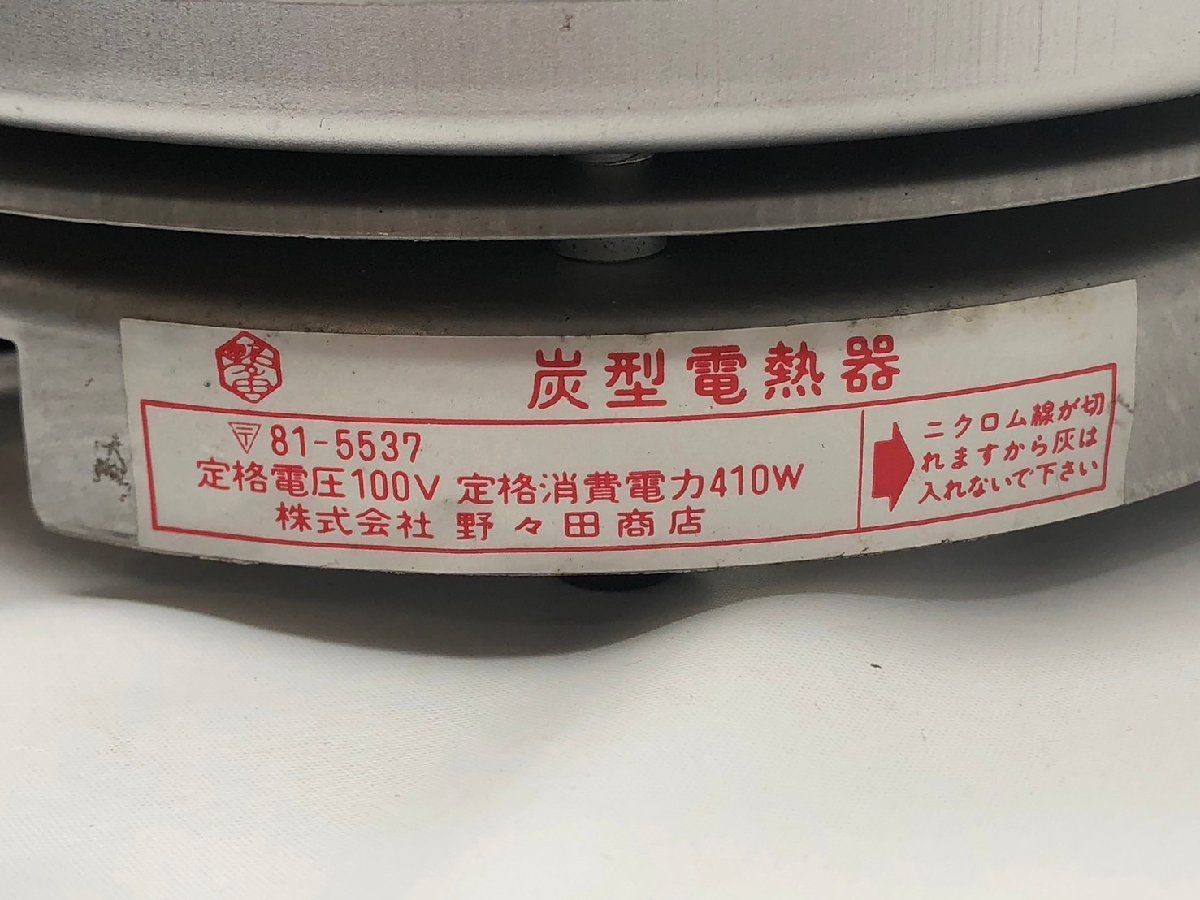 炭型電熱器
〒81-5537
定格電圧100V 定格消費電力410W
株式会社 野々田商店
ニクロム線が切
れますから灰は
入れないで下さい